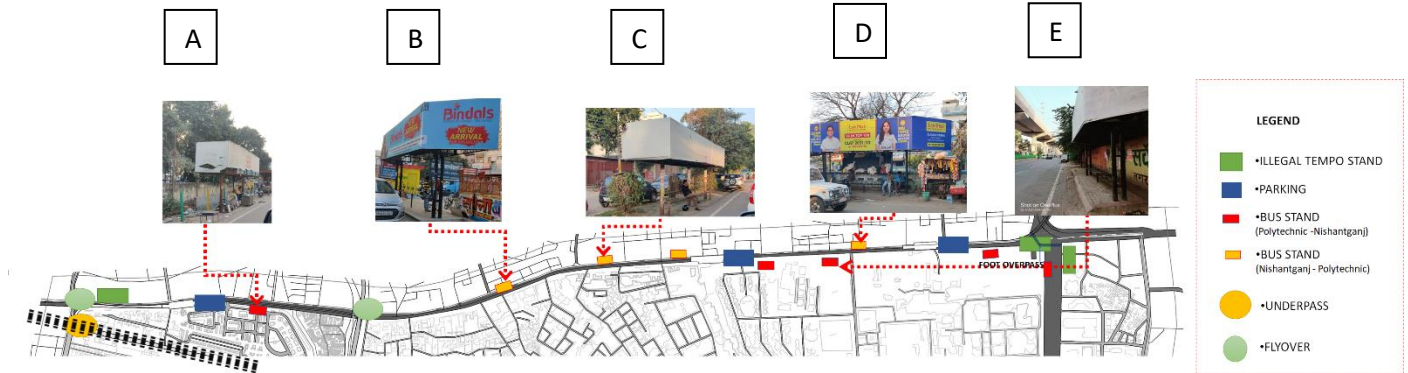 A
B
C
D
E
Bindals
NEW
ARRIVAL
LEGEND
•ILLEGAL TEMPO STAND
•PARKING
•BUS STAND
(Polytechnic -Nishantganj)
•BUS STAND
(Nishantganj - Polytechnic)
•UNDERPASS
•FLYOVER
FOOT OVERPASS